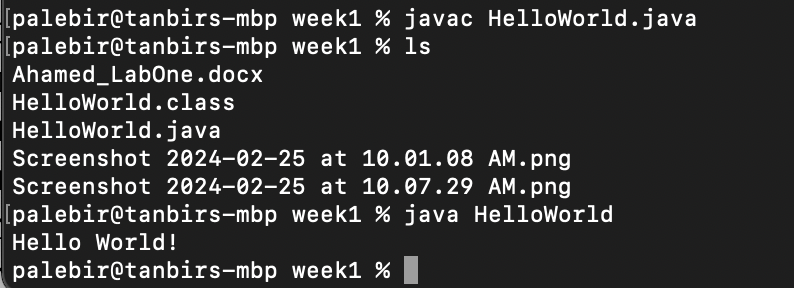 [palebir@tanbirs-mbp week1 % javac HelloWorld.java
[palebir@tanbirs-mbp week1 % ls
Ahamed_LabOne.docx
HelloWorld.class
HelloWorld.java
Screenshot 2024-02-25 at 10.01.08 AM.png
Screenshot 2024-02-25 at 10.07.29 AM.png
[palebir@tanbirs-mbp week1 % java HelloWorld
Hello World!
palebir@tanbirs-mbp week1 %